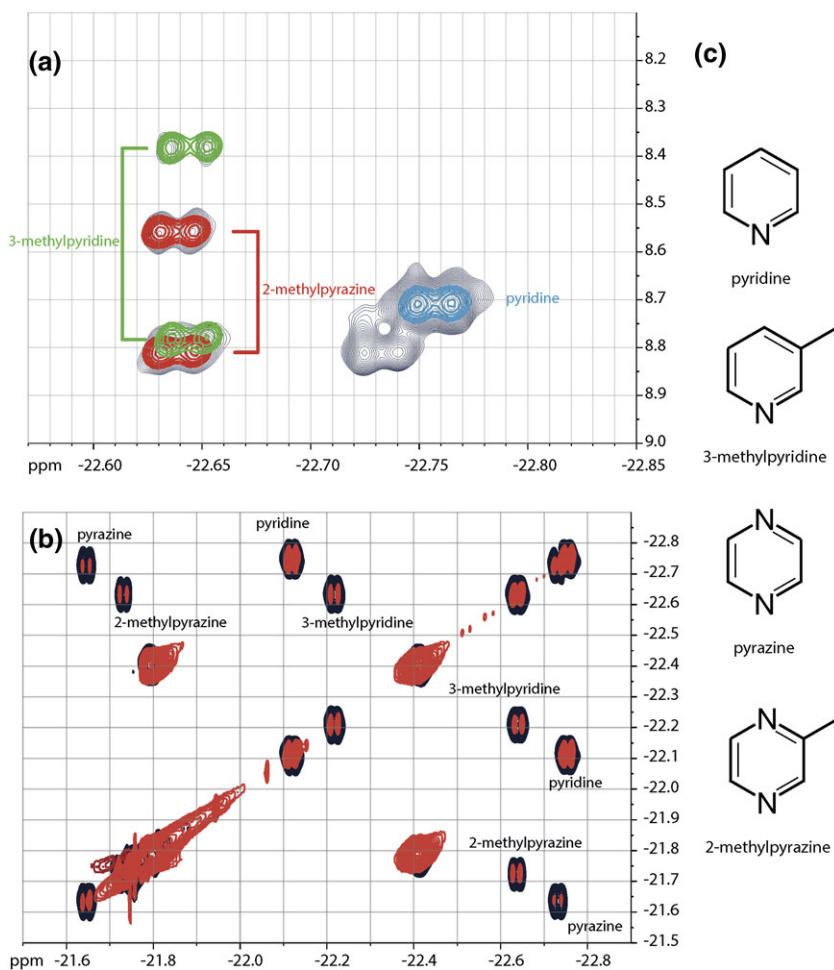 (a)
8.2
8.3
8.4
8.5
8.6
8.7
8.8
8.9
9.0
3-methylpyridine
2-methylpyrazine
pyridine
ppm -22.60 -22.65 -22.70 -22.75 -22.80 -22.85
(b)
pyrazine
pyridine
2-methylpyrazine
3-methylpyridine
3-methylpyridine
pyridine
2-methylpyrazine
pyrazine
-22.8
-22.7
-22.6
-22.5
-22.4
-22.3
-22.2
-22.1
-22.0
-21.9
-21.8
-21.7
-21.6
-21.5
ppm -21.6 -21.8 -22.0 -22.2 -22.4 -22.6 -22.8
(c)
N
pyridine
N
3-methylpyridine
N
N
pyrazine
N
N
2-methylpyrazine